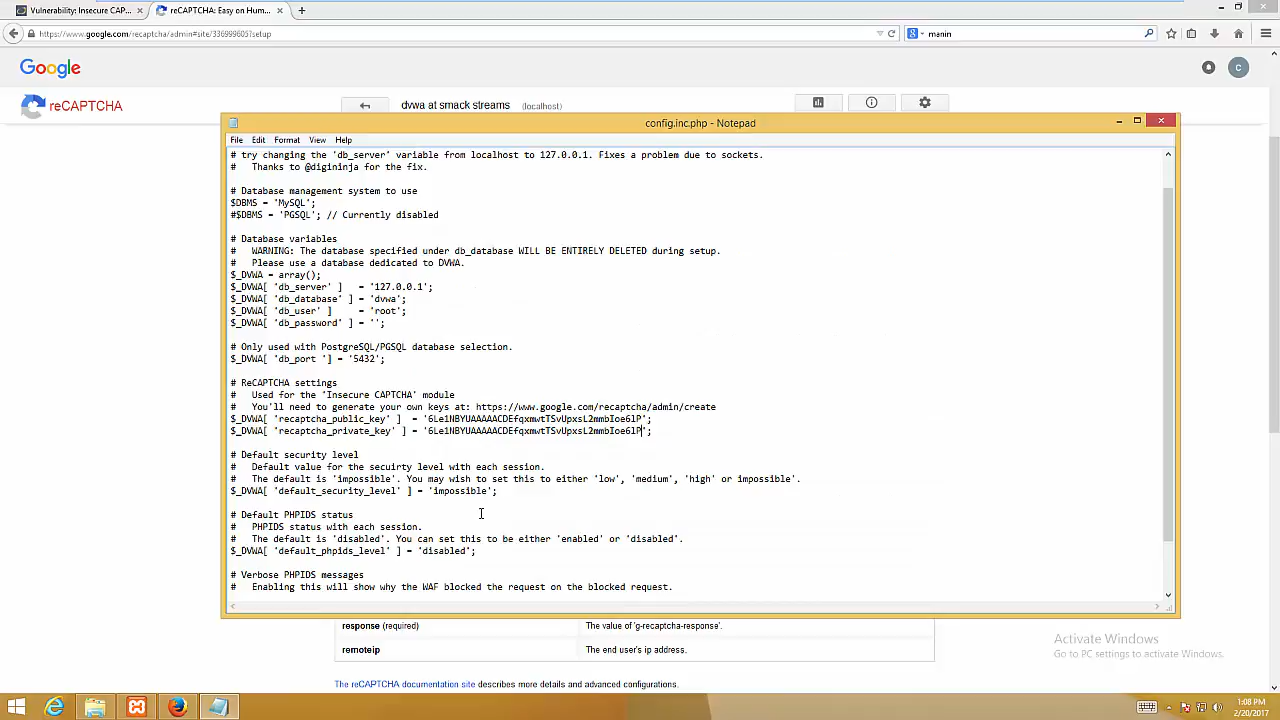 Vulnerability: Insecure CAP...
reCAPTCHA: Easy on Hum...
https://www.google.com/recaptcha/admin#site/336999605?setup
manin
Google
C
reCAPTCHA
dvwa at smack streams (localhost)
config.inc.php - Notepad
File Edit Format View Help
# try changing the 'db_server' variable from localhost to 127.0.0.1. Fixes a problem due to sockets.
#   Thanks to @digininja for the fix.
# Database management system to use
$DBMS = 'MySQL';
#$DBMS = 'PGSQL'; // Currently disabled
# Database variables
#   WARNING: The database specified under db_database WILL BE ENTIRELY DELETED during setup.
#   Please use a database dedicated to DVWA.
$_DVWA = array();
$_DVWA[ 'db_server' ]   = '127.0.0.1';
$_DVWA[ 'db_database' ] = 'dvwa';
$_DVWA[ 'db_user' ]     = 'root';
$_DVWA[ 'db_password' ] = '';
# Only used with PostgreSQL/PGSQL database selection.
$_DVWA[ 'db_port '] = '5432';
# ReCAPTCHA settings
#   Used for the 'Insecure CAPTCHA' module
#   You'll need to generate your own keys at: https://www.google.com/recaptcha/admin/create
$_DVWA[ 'recaptcha_public_key' ]  = '6Le1NBYUAAAAACDEfqxmwtTSvUpxsL2mmbIoe6lP';
$_DVWA[ 'recaptcha_private_key' ] = '6Le1NBYUAAAAACDEfqxmwtTSvUpxsL2mmbIoe6lP';
# Default security level
#   Default value for the secuirty level with each session.
#   The default is 'impossible'. You may wish to set this to either 'low', 'medium', 'high' or impossible'.
$_DVWA[ 'default_security_level' ] = 'impossible';
# Default PHPIDS status
#   PHPIDS status with each session.
#   The default is 'disabled'. You can set this to be either 'enabled' or 'disabled'.
$_DVWA[ 'default_phpids_level' ] = 'disabled';
# Verbose PHPIDS messages
#   Enabling this will show why the WAF blocked the request on the blocked request.
response (required) The value of 'g-recaptcha-response'.
remoteip The end user's ip address.
The reCAPTCHA documentation site describes more details and advanced configurations.
Activate Windows
Go to PC settings to activate Windows.
1:08 PM
2/20/2017